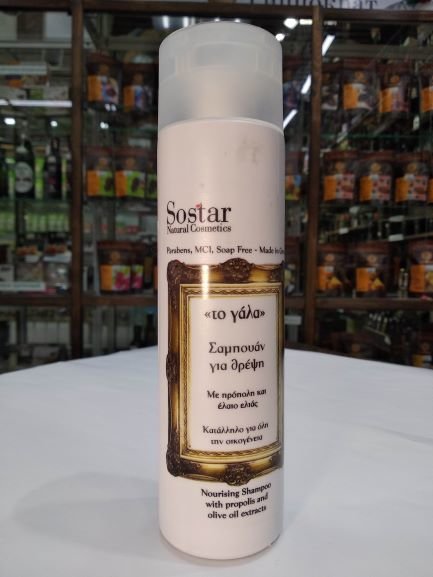 Sostar
Natural Cosmetics
Parabens, MCI, Soap Free - Made in
«το γάλα»
Σαμπουάν
για θρέψη
Με πρόπολη και
έλαιο ελιάς
Κατάλληλο για όλη
την οικογένεια
Nourising Shampoo
with propolis and
olive oil extracts